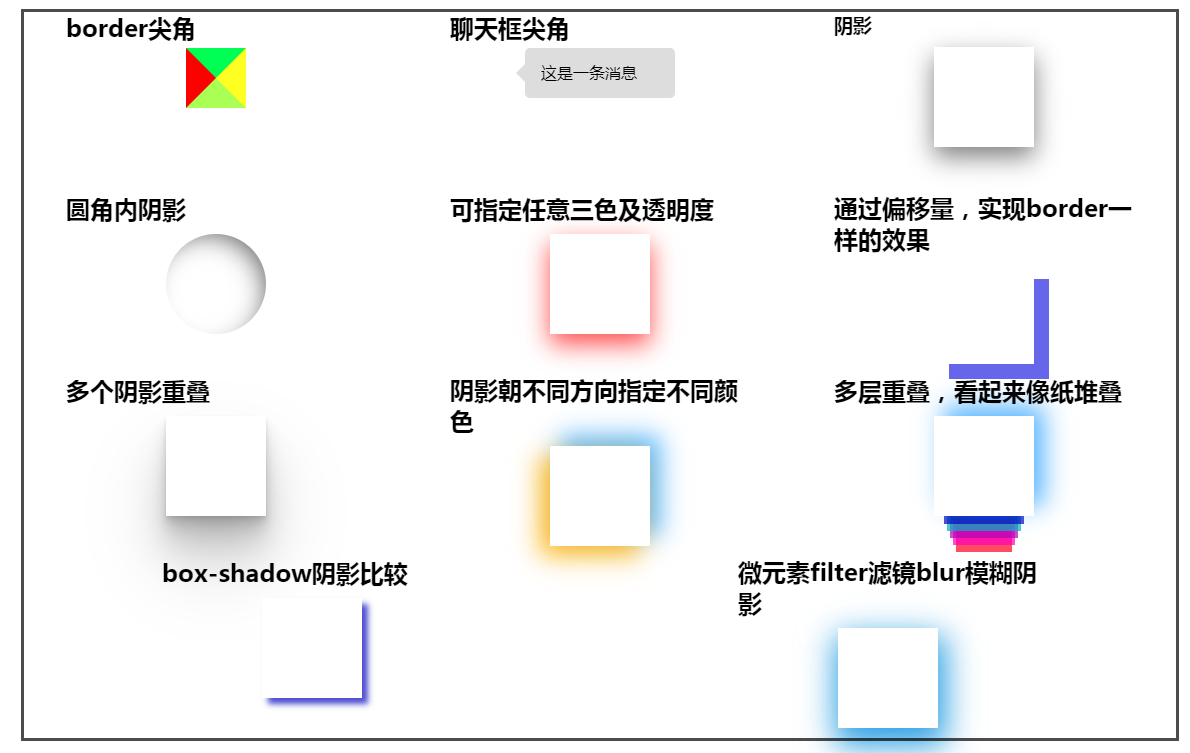 border尖角
聊天框尖角
阴影
这是一条消息
圆角内阴影
可指定任意三色及透明度
通过偏移量，实现border一
样的效果
多个阴影重叠
阴影朝不同方向指定不同颜
色
多层重叠，看起来像纸堆叠
box-shadow阴影比较
微元素filter滤镜blur模糊阴
影